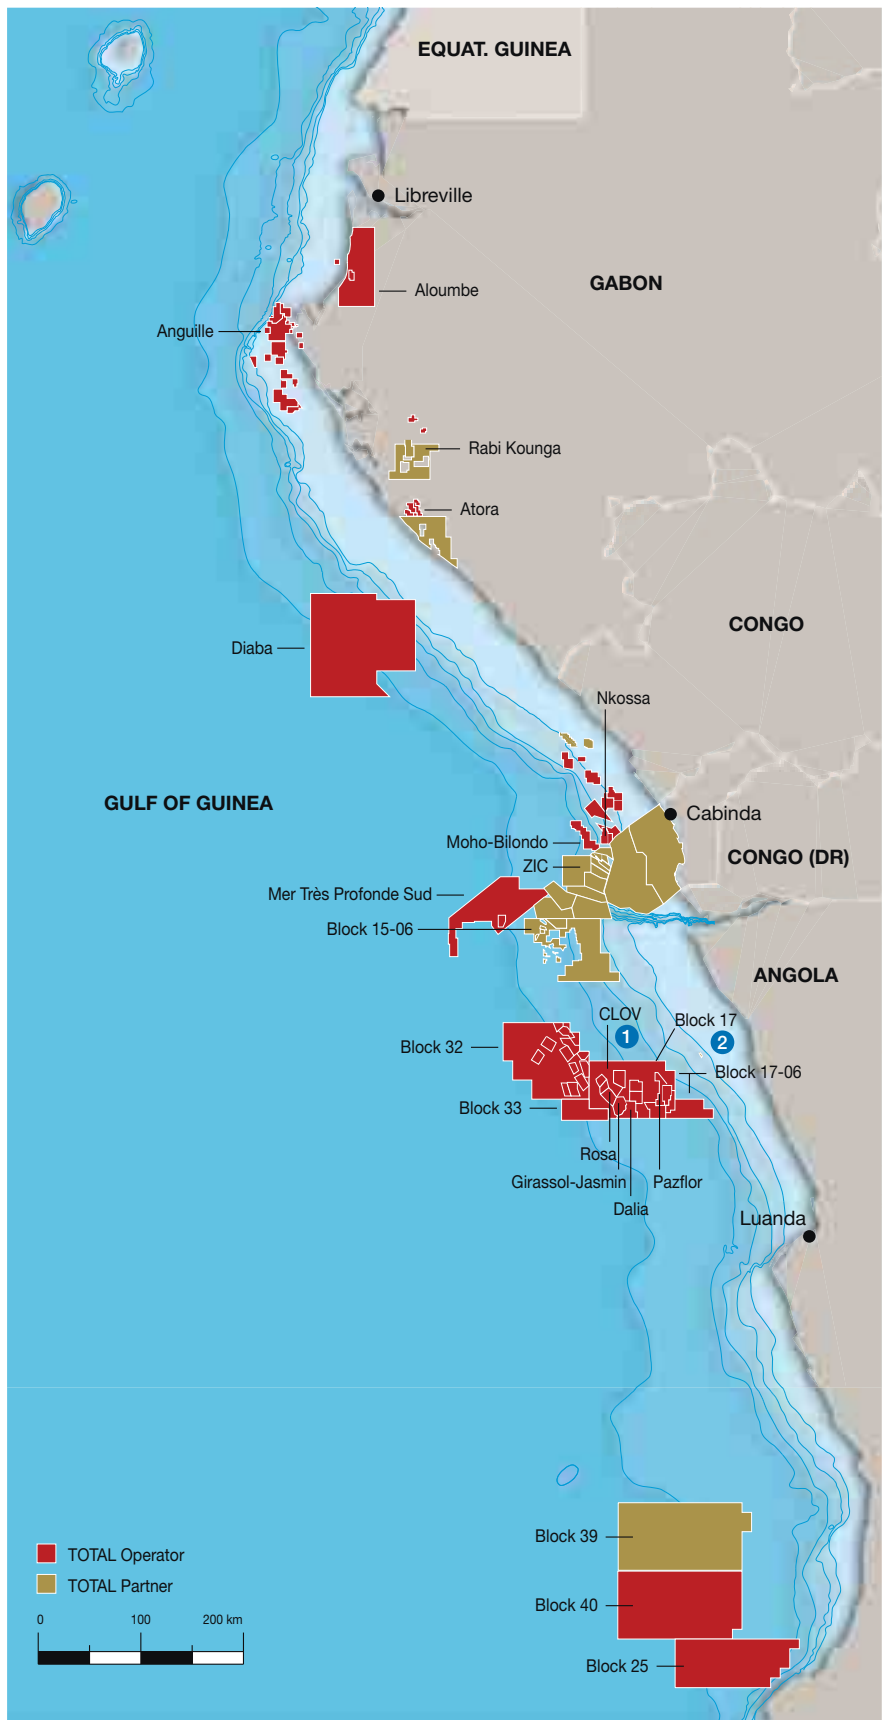 EQUAT. GUINEA
Libreville
GABON
Aloumbe
Anguille
Rabi Kounga
Atora
CONGO
Diaba
Nkossa
GULF OF GUINEA
Cabinda
Moho-Bilondo
CONGO (DR)
ZIC
Mer Très Profonde Sud
Block 15-06
ANGOLA
CLOV
Block 17
1
2
Block 32
Block 17-06
Block 33
Rosa
Girassol-Jasmin
Pazflor
Dalia
Luanda
Block 39
TOTAL Operator
TOTAL Partner
Block 40
0 100 200 km
Block 25